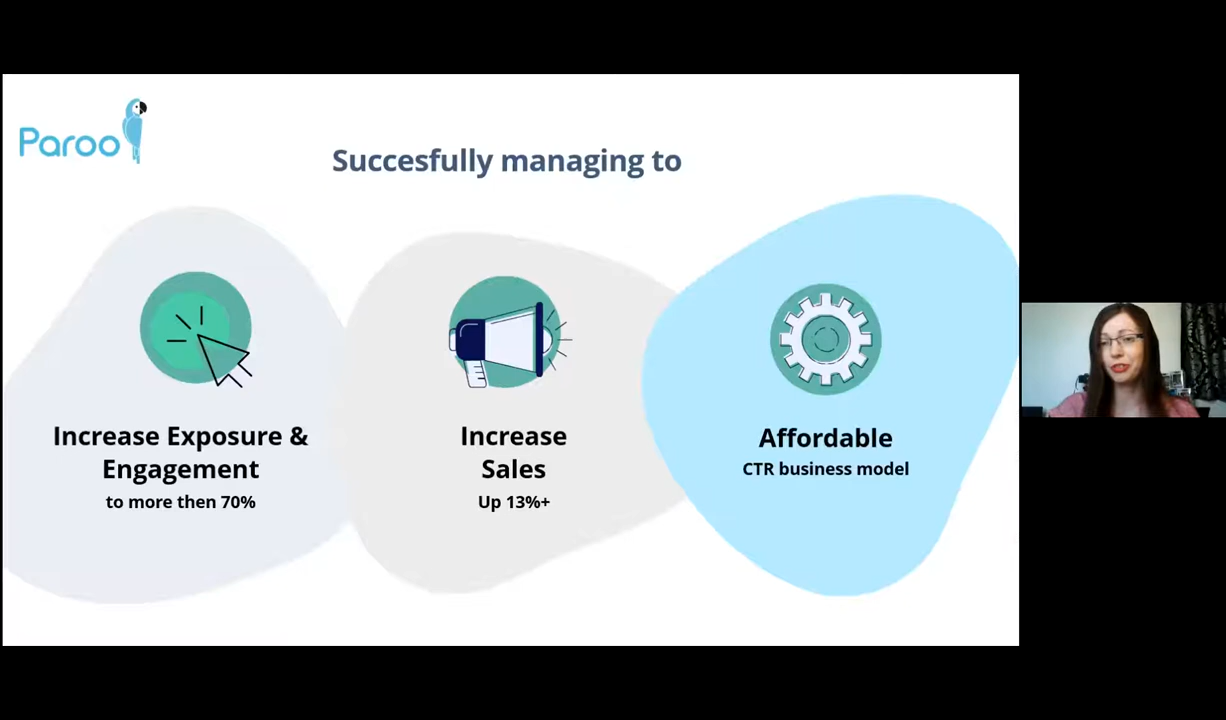 Paroo
Succesfully managing to
Increase Exposure &
Engagement
to more then 70%
Increase
Sales
Up 13%+
Affordable
CTR business model